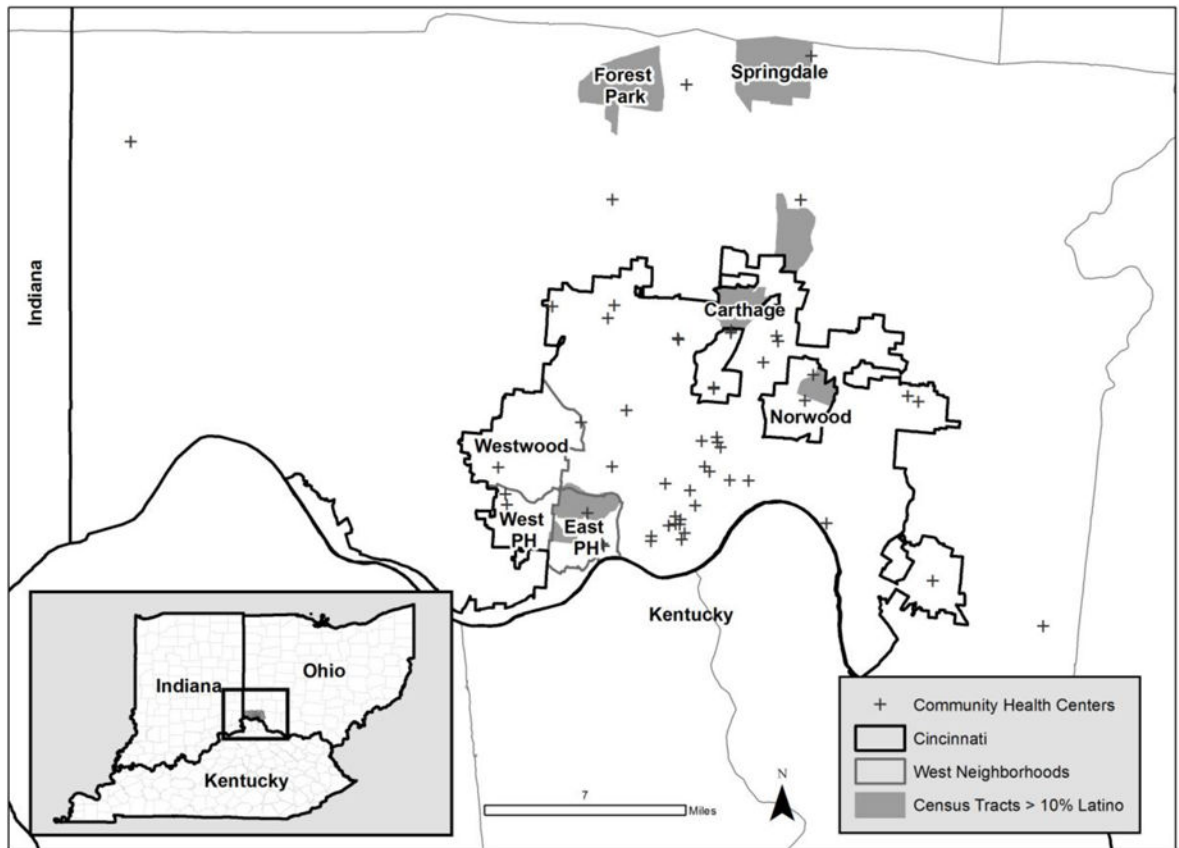 Forest
Park
Springdale
Indiana
Carthage
Norwood
Westwood
West
PH
East
PH
Kentucky
Indiana
Ohio
Kentucky
7
Miles
N
Community Health Centers
Cincinnati
West Neighborhoods
Census Tracts > 10% Latino